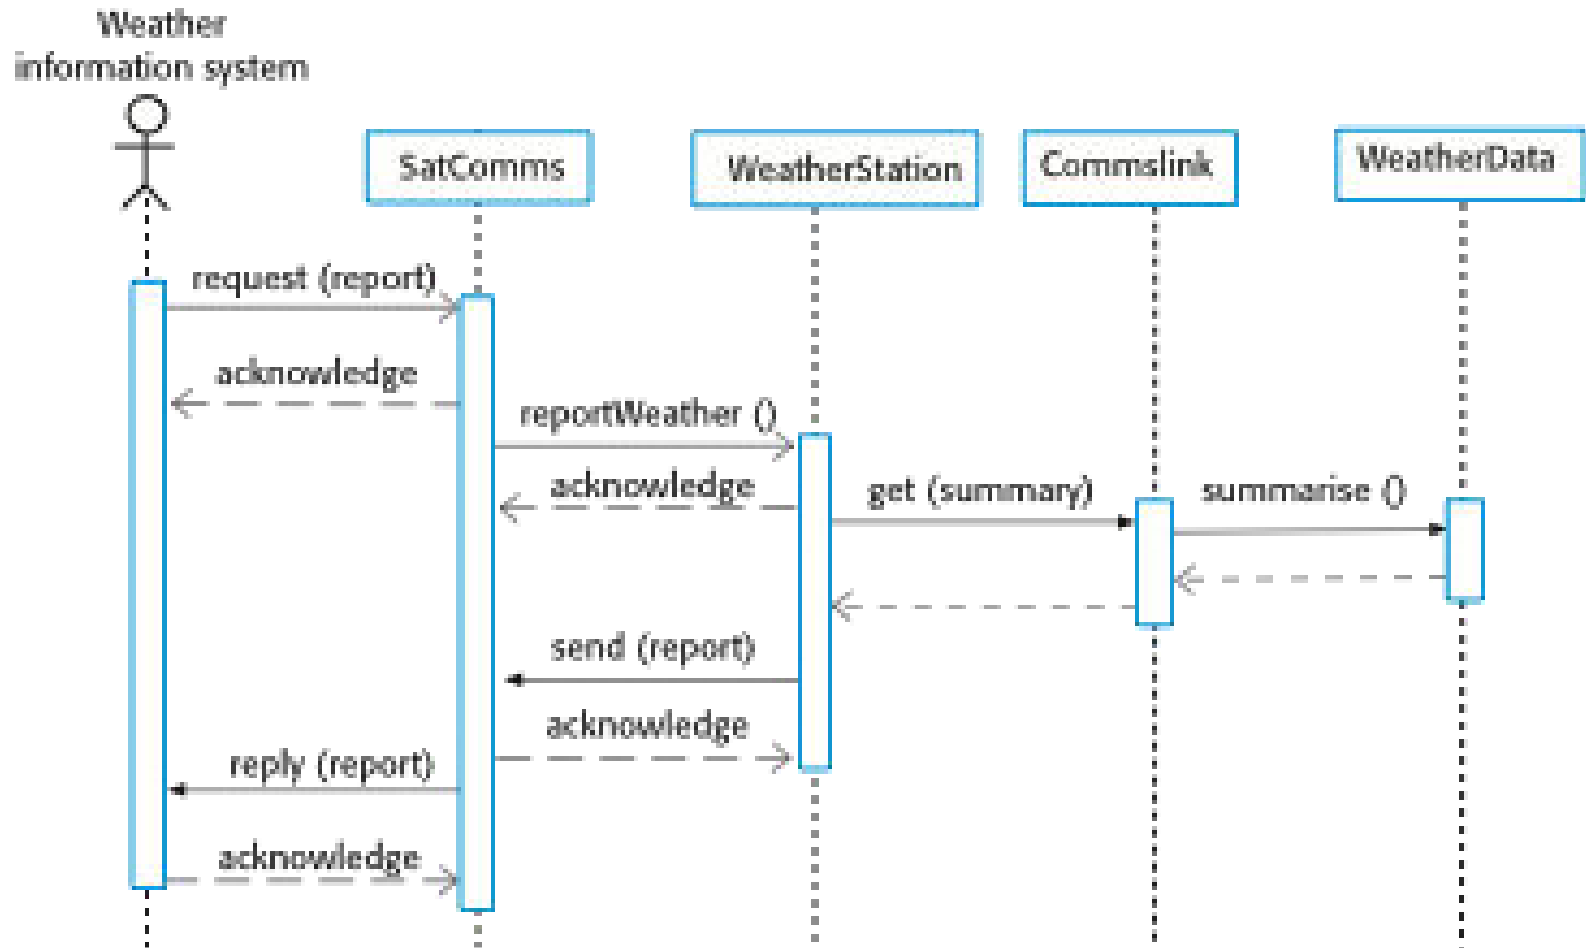 Weather
information system
SatComms
WeatherStation
Commslink
WeatherData
request (report)
acknowledge
reportWeather ()
acknowledge
get (summary)
summarise ()
send (report)
acknowledge
reply (report)
acknowledge